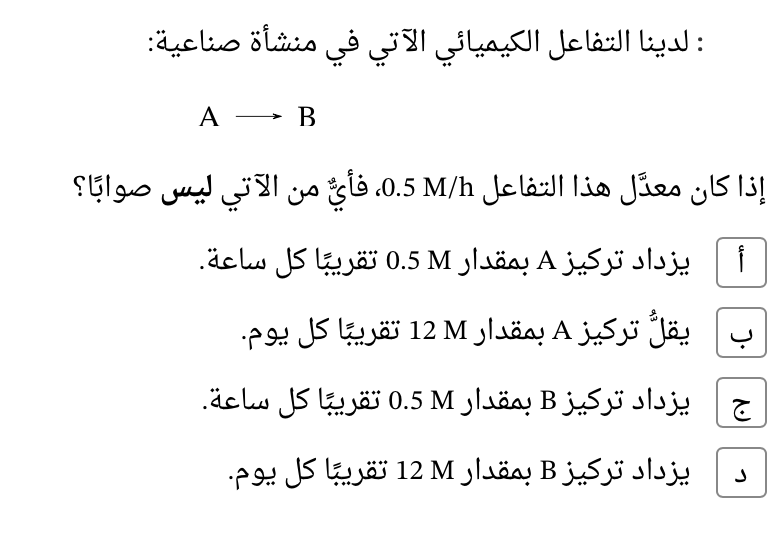 لدينا التفاعل الكيميائي الآتي في منشأة صناعية:
A ⟶ B
إذا كان معدَّل هذا التفاعل 0.5 M/h، فأيٌّ من الآتي ليس صوابًا؟
أ يزداد تركيز A بمقدار 0.5 M تقريبًا كل ساعة.
ب يقلُّ تركيز A بمقدار 12 M تقريبًا كل يوم.
ج يزداد تركيز B بمقدار 0.5 M تقريبًا كل ساعة.
د يزداد تركيز B بمقدار 12 M تقريبًا كل يوم.